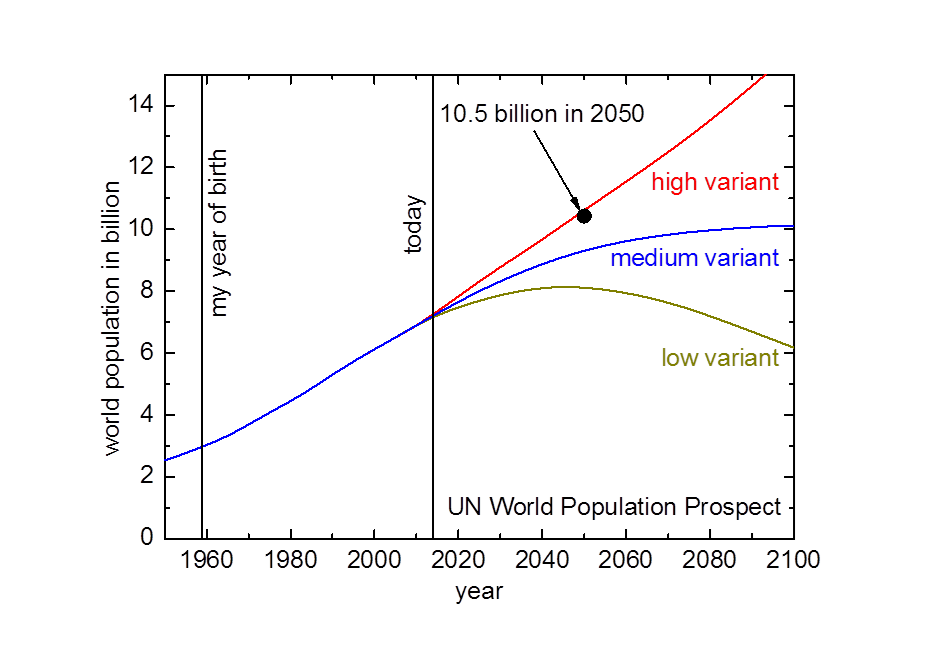 14
12
10
8
6
4
2
0
world population in billion
my year of birth
today
10.5 billion in 2050
high variant
medium variant
low variant
UN World Population Prospect
1960 1980 2000 2020 2040 2060 2080 2100
year